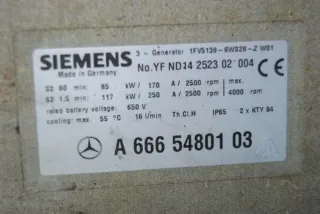 SIEMENS 3 - Generator 1FV5139-6WS28-Z W81
Made in Germany No.YF ND14 2523 02 004 CE
S2 60 min: 85 kW / 170 A / 2500 rpm
S2 1,5 min: 117 kW / 250 A / 2500 rpm 4000 rpm
rated battery voltage: 650 V
cooling: max. 55 °C 16 l/min Th.Cl.H IP65 2 x KTY 84
A 666 54801 03